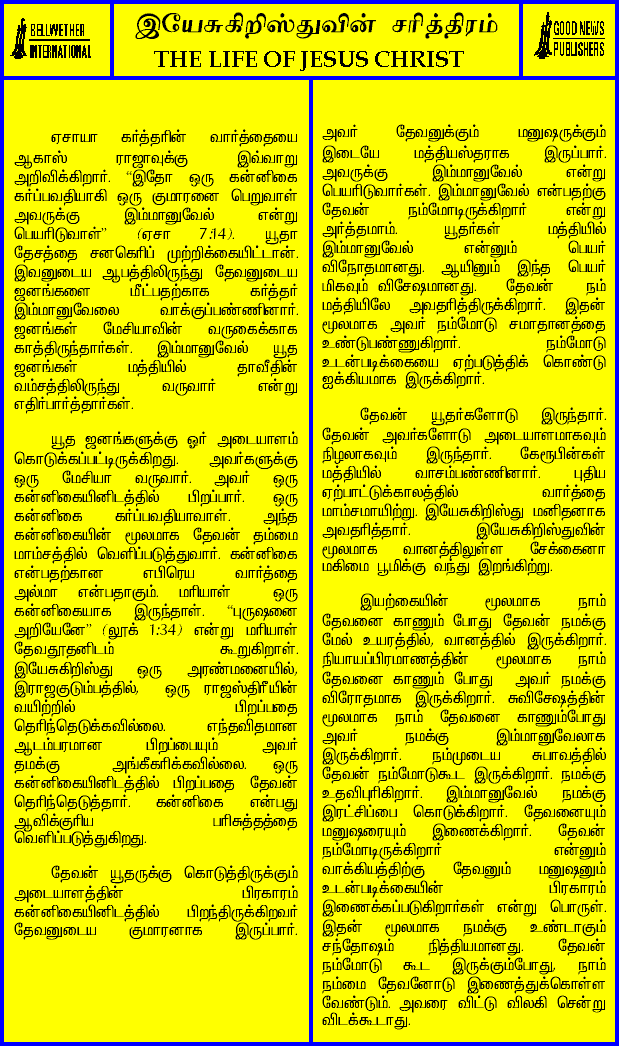 BELLWETHER
INTERNATIONAL
இயேசுகிறிஸ்துவின் சரித்திரம்
THE LIFE OF JESUS CHRIST
GOOD NEWS
PUBLISHERS
ஏசாயா கர்த்தரின் வார்த்தையை
ஆகாஸ் ராஜாவுக்கு இவ்வாறு
அறிவிக்கிறார். “இதோ ஒரு கன்னிகை
கர்ப்பவதியாகி ஒரு குமாரனை பெறுவாள்
அவருக்கு இம்மானுவேல் என்று
பெயரிடுவாள்” (ஏசா 7:14). யூதா
தேசத்தை சனகெரிப் முற்றிக்கையிட்டான்.
இவனுடைய ஆபத்திலிருந்து தேவனுடைய
ஜனங்களை மீட்பதற்காக கர்த்தர்
இம்மானுவேலை வாக்குப்பண்ணினார்.
ஜனங்கள் மேசியாவின் வருகைக்காக
காத்திருந்தார்கள். இம்மானுவேல் யூத
ஜனங்கள் மத்தியில் தாவீதின்
வம்சத்திலிருந்து வருவார் என்று
எதிர்பார்த்தார்கள்.
யூத ஜனங்களுக்கு ஓர் அடையாளம்
கொடுக்கப்பட்டிருக்கிறது. அவர்களுக்கு
ஒரு மேசியா வருவார். அவர் ஒரு
கன்னிகையினிடத்தில் பிறப்பார். ஒரு
கன்னிகை கர்ப்பவதியாவாள். அந்த
கன்னிகையின் மூலமாக தேவன் தம்மை
மாம்சத்தில் வெளிப்படுத்துவார். கன்னிகை
என்பதற்கான எபிரெய வார்த்தை
அல்மா என்பதாகும். மரியாள் ஒரு
கன்னிகையாக இருந்தாள். “புருஷனை
அறியேனே” (லூக் 1:34) என்று மரியாள்
தேவதூதனிடம் கூறுகிறாள்.
இயேசுகிறிஸ்து ஒரு அரண்மனையில்,
இராஜகுடும்பத்தில், ஒரு ராஜஸ்திரீயின்
வயிற்றில் பிறப்பதை
தெரிந்தெடுக்கவில்லை. எந்தவிதமான
ஆடம்பரமான பிறப்பையும் அவர்
தமக்கு அங்கீகரிக்கவில்லை. ஒரு
கன்னிகையினிடத்தில் பிறப்பதை தேவன்
தெரிந்தெடுத்தார். கன்னிகை என்பது
ஆவிக்குரிய பரிசுத்தத்தை
வெளிப்படுத்துகிறது.
தேவன் யூதருக்கு கொடுத்திருக்கும்
அடையாளத்தின் பிரகாரம்
கன்னிகையினிடத்தில் பிறந்திருக்கிறவர்
தேவனுடைய குமாரனாக இருப்பார்.
அவர் தேவனுக்கும் மனுஷருக்கும்
இடையே மத்தியஸ்தராக இருப்பார்.
அவருக்கு இம்மானுவேல் என்று
பெயரிடுவார்கள். இம்மானுவேல் என்பதற்கு
தேவன் நம்மோடிருக்கிறார் என்று
அர்த்தமாம். யூதர்கள் மத்தியில்
இம்மானுவேல் என்னும் பெயர்
விநோதமானது. ஆயினும் இந்த பெயர்
மிகவும் விசேஷமானது. தேவன் நம்
மத்தியிலே அவதரித்திருக்கிறார். இதன்
மூலமாக அவர் நம்மோடு சமாதானத்தை
உண்டுபண்ணுகிறார். நம்மோடு
உடன்படிக்கையை ஏற்படுத்திக் கொண்டு
ஐக்கியமாக இருக்கிறார்.
தேவன் யூதர்களோடு இருந்தார்.
தேவன் அவர்களோடு அடையாளமாகவும்
நிழலாகவும் இருந்தார். கேரூபின்கள்
மத்தியில் வாசம்பண்ணினார். புதிய
ஏற்பாட்டுக்காலத்தில் வார்த்தை
மாம்சமாயிற்று. இயேசுகிறிஸ்து மனிதனாக
அவதரித்தார். இயேசுகிறிஸ்துவின்
மூலமாக வானத்திலுள்ள சேக்கைனா
மகிமை பூமிக்கு வந்து இறங்கிற்று.
இயற்கையின் மூலமாக நாம்
தேவனை காணும் போது தேவன் நமக்கு
மேல் உயரத்தில், வானத்தில் இருக்கிறார்.
நியாயப்பிரமாணத்தின் மூலமாக நாம்
தேவனை காணும் போது அவர் நமக்கு
விரோதமாக இருக்கிறார். சுவிசேஷத்தின்
மூலமாக நாம் தேவனை காணும்போது
அவர் நமக்கு இம்மானுவேலாக
இருக்கிறார். நம்முடைய சுபாவத்தில்
தேவன் நம்மோடுகூட இருக்கிறார். நமக்கு
உதவிபுரிகிறார். இம்மானுவேல் நமக்கு
இரட்சிப்பை கொடுக்கிறார். தேவனையும்
மனுஷரையும் இணைக்கிறார். தேவன்
நம்மோடிருக்கிறார் என்னும்
வாக்கியத்திற்கு தேவனும் மனுஷனும்
உடன்படிக்கையின் பிரகாரம்
இணைக்கப்படுகிறார்கள் என்று பொருள்.
இதன் மூலமாக நமக்கு உண்டாகும்
சந்தோஷம் நித்தியமானது. தேவன்
நம்மோடு கூட இருக்கும்போது, நாம்
நம்மை தேவனோடு இணைத்துக்கொள்ள
வேண்டும். அவரை விட்டு விலகி சென்று
விடக்கூடாது.